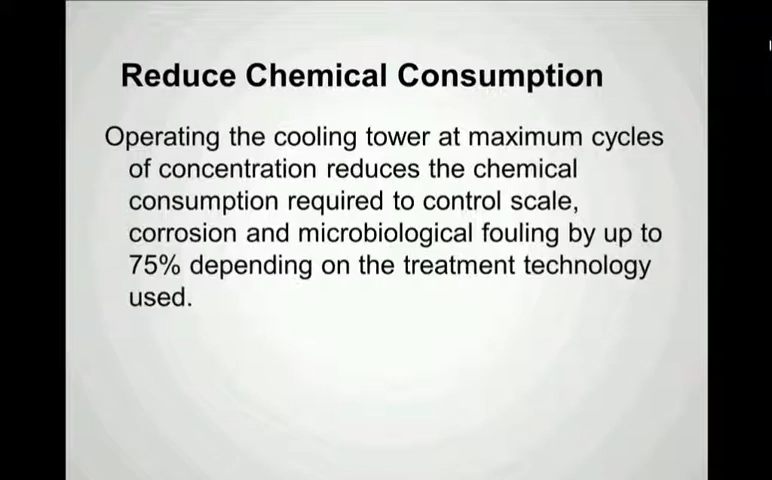 Reduce Chemical Consumption
Operating the cooling tower at maximum cycles
of concentration reduces the chemical
consumption required to control scale,
corrosion and microbiological fouling by up to
75% depending on the treatment technology
used.